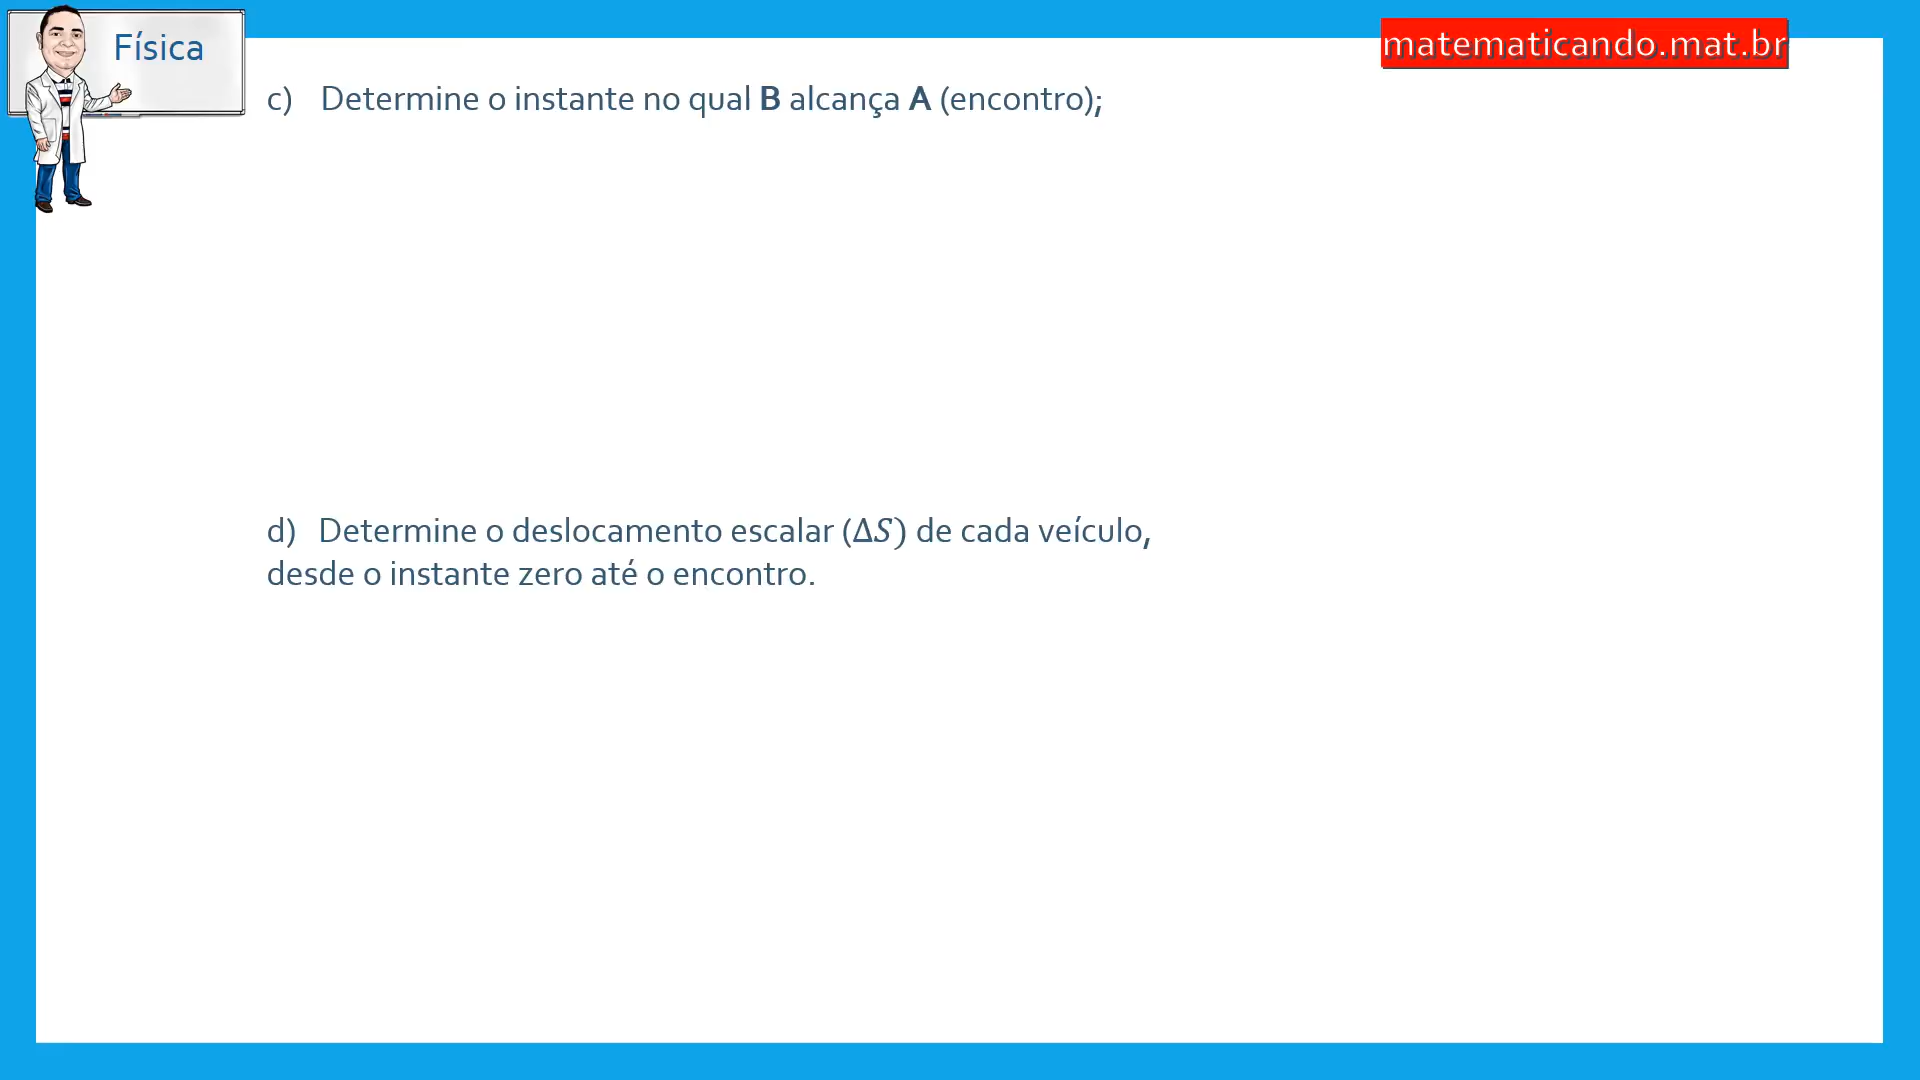 Física
matematicando.mat.br
c) Determine o instante no qual B alcança A (encontro);
d) Determine o deslocamento escalar (∆𝑆) de cada veículo,
desde o instante zero até o encontro.